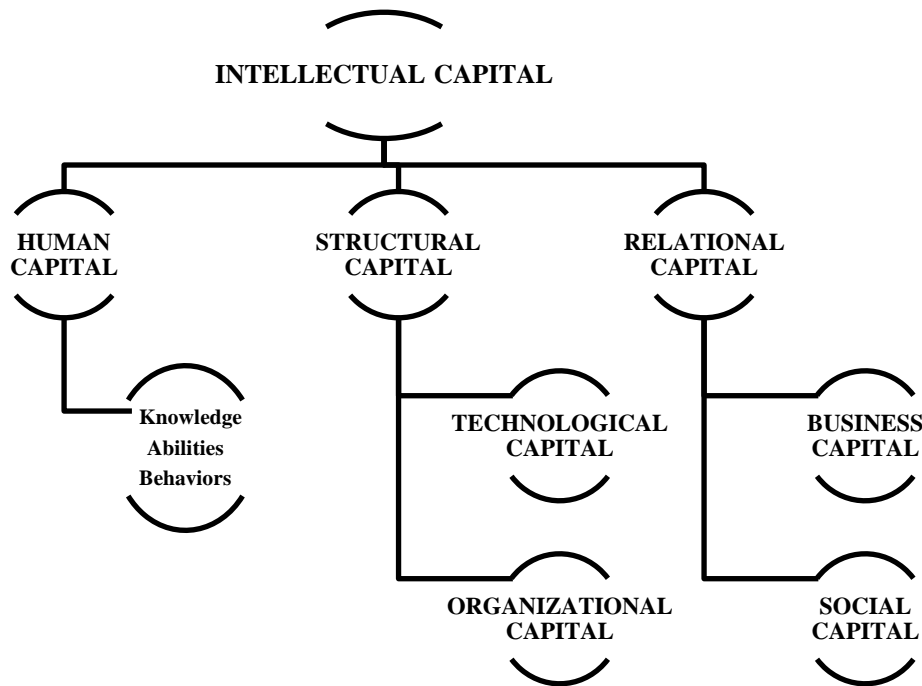 INTELLECTUAL CAPITAL
HUMAN
CAPITAL
STRUCTURAL
CAPITAL
RELATIONAL
CAPITAL
Knowledge
Abilities
Behaviors
TECHNOLOGICAL
CAPITAL
BUSINESS
CAPITAL
ORGANIZATIONAL
CAPITAL
SOCIAL
CAPITAL